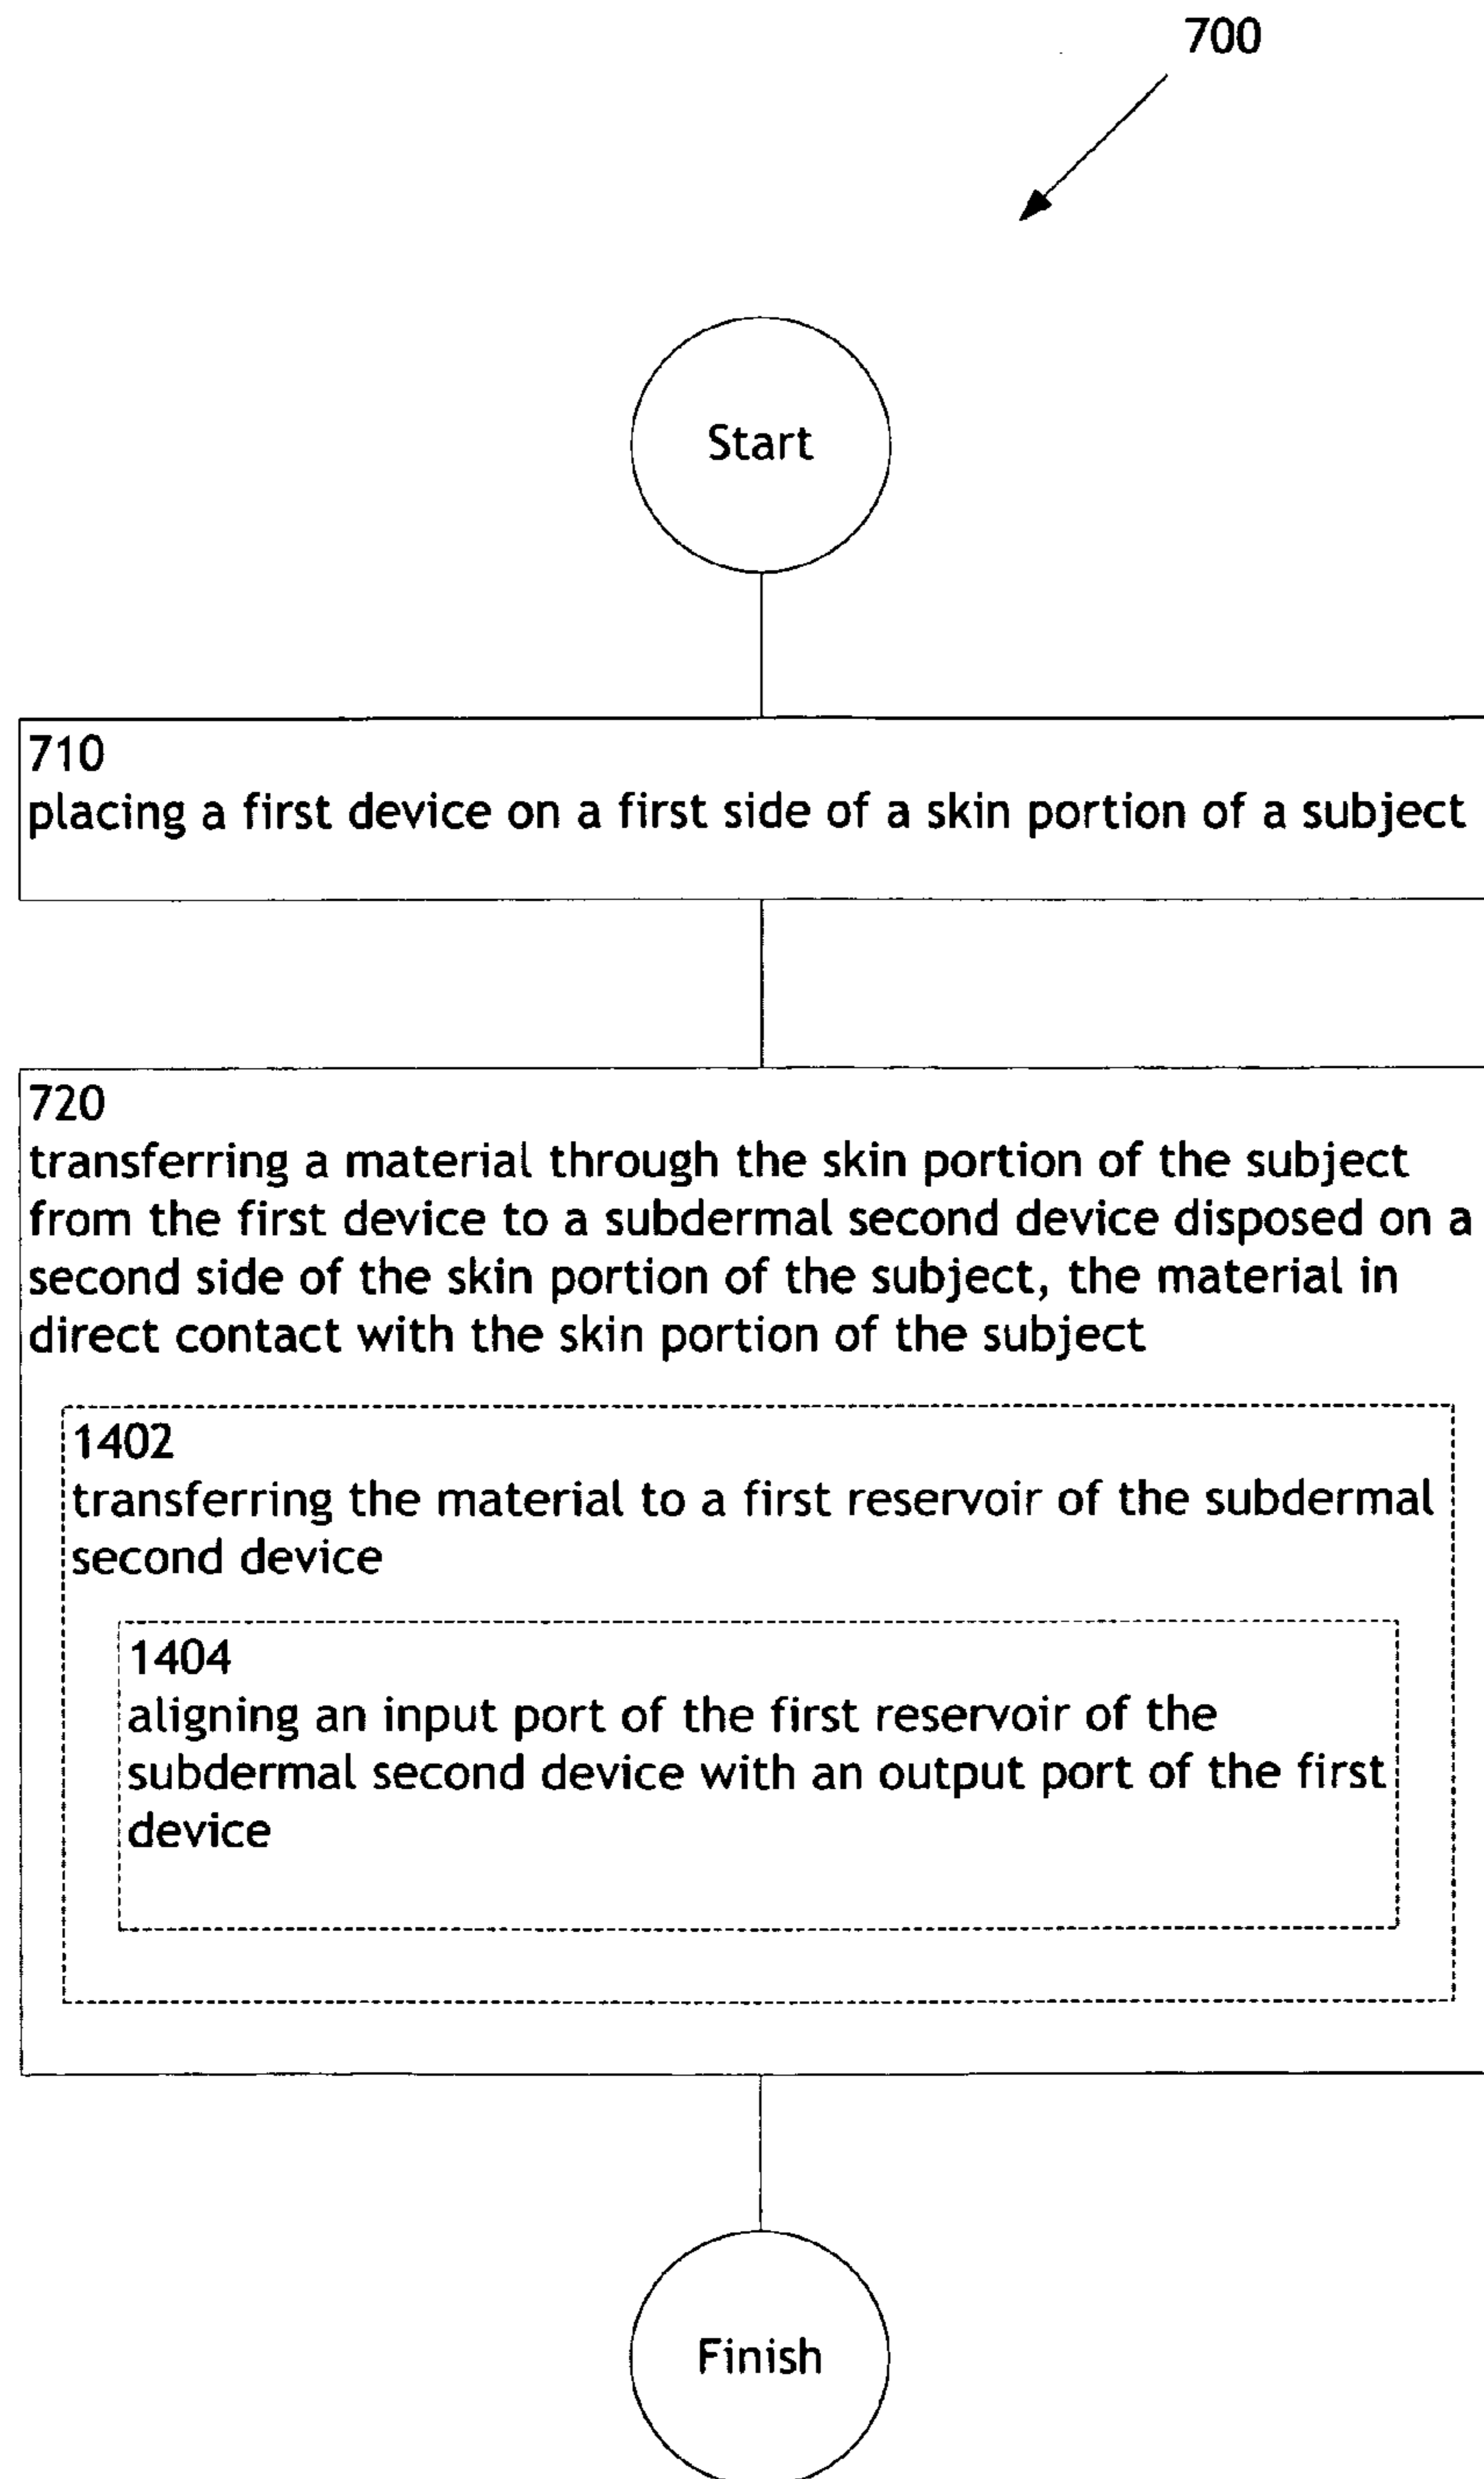 700
Start
710
placing a first device on a first side of a skin portion of a subject
720
transferring a material through the skin portion of the subject
from the first device to a subdermal second device disposed on a
second side of the skin portion of the subject, the material in
direct contact with the skin portion of the subject
1402
transferring the material to a first reservoir of the subdermal
second device
1404
aligning an input port of the first reservoir of the
subdermal second device with an output port of the first
device
Finish